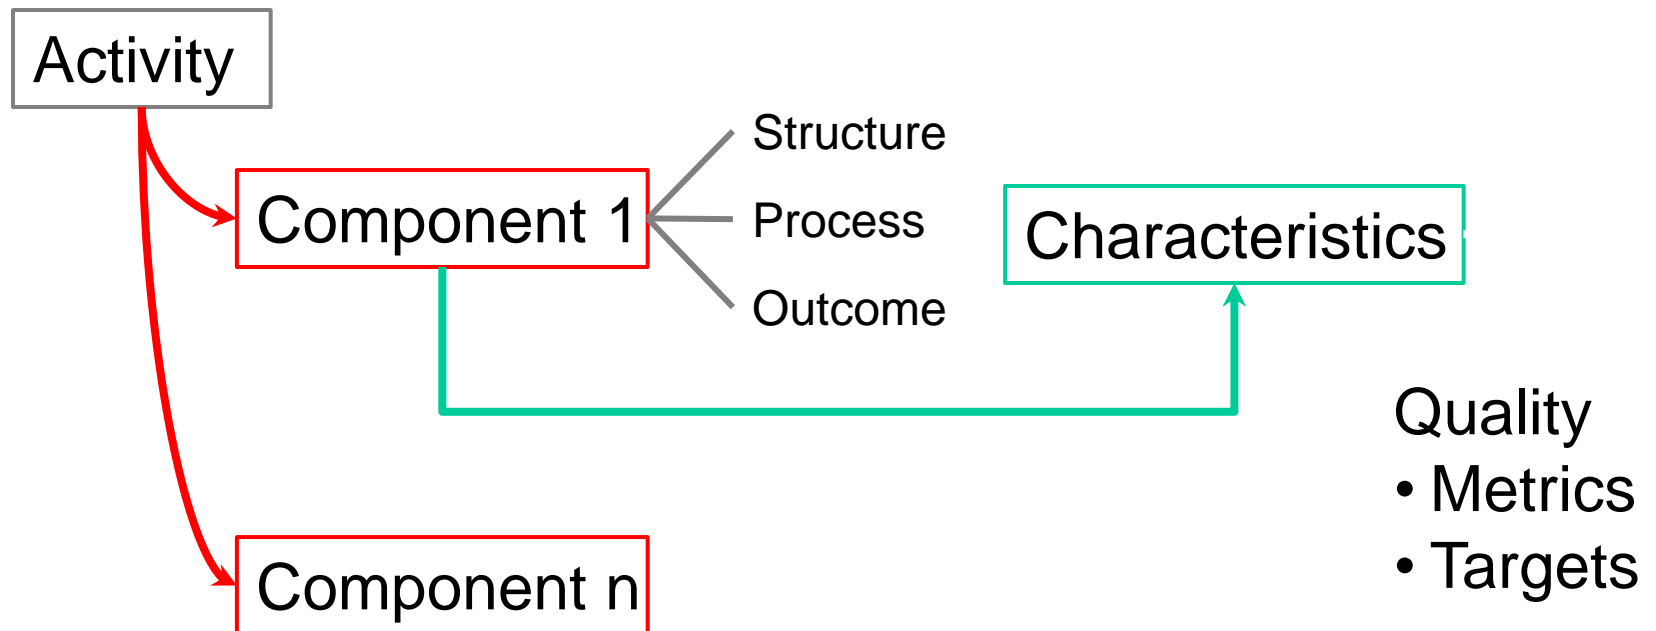 Activity
Component 1
Structure
Process
Outcome
Characteristics
Quality
• Metrics
• Targets
Component n